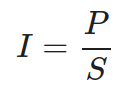 I = P/S